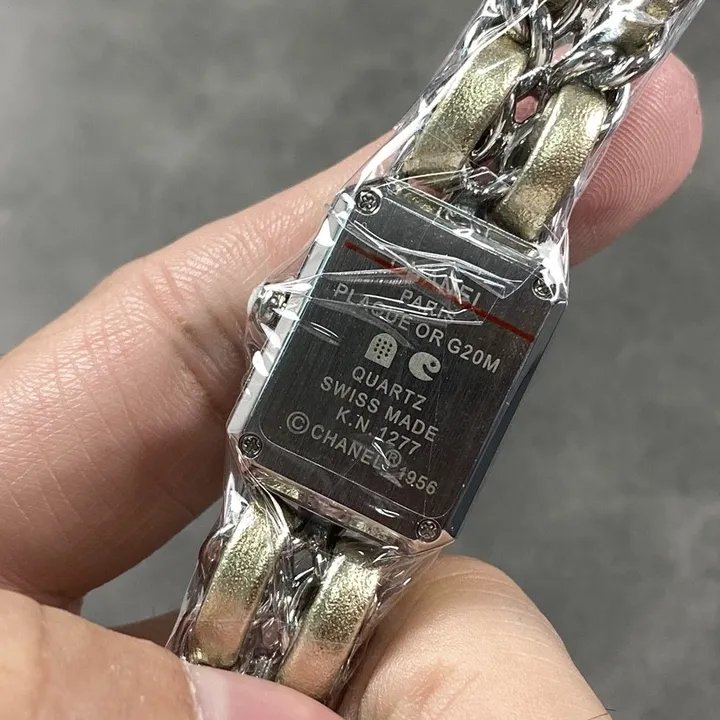 PARIS
PLAQUE OR G20M
QUARTZ
SWISS MADE
K.N. 1277
©CHANEL® 1956